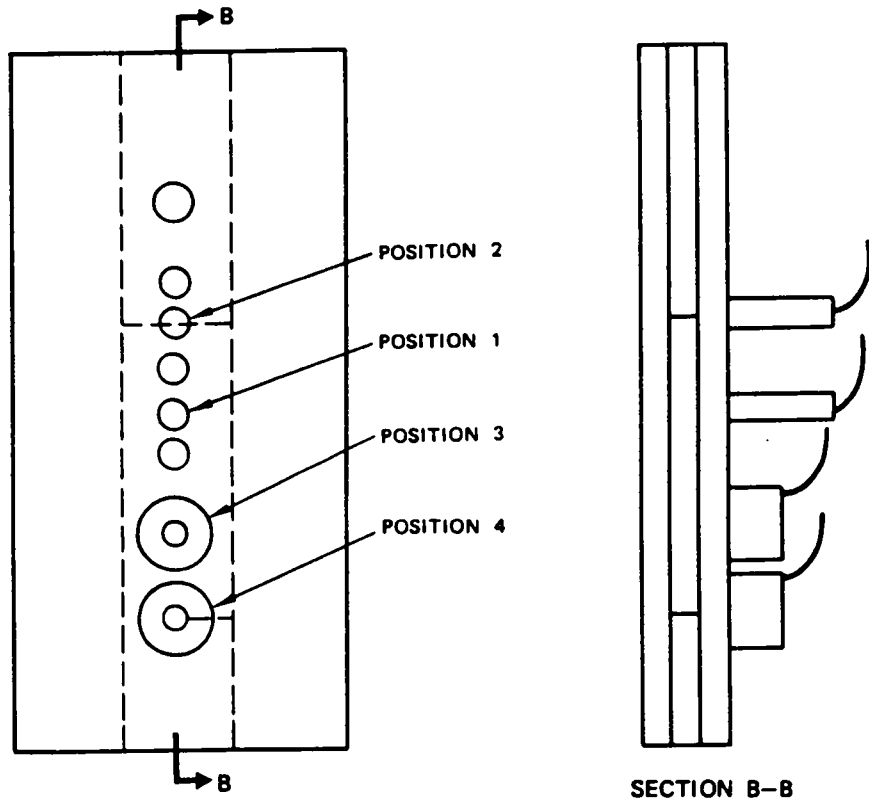 B
POSITION 2
POSITION 1
POSITION 3
POSITION 4
B
SECTION B-B